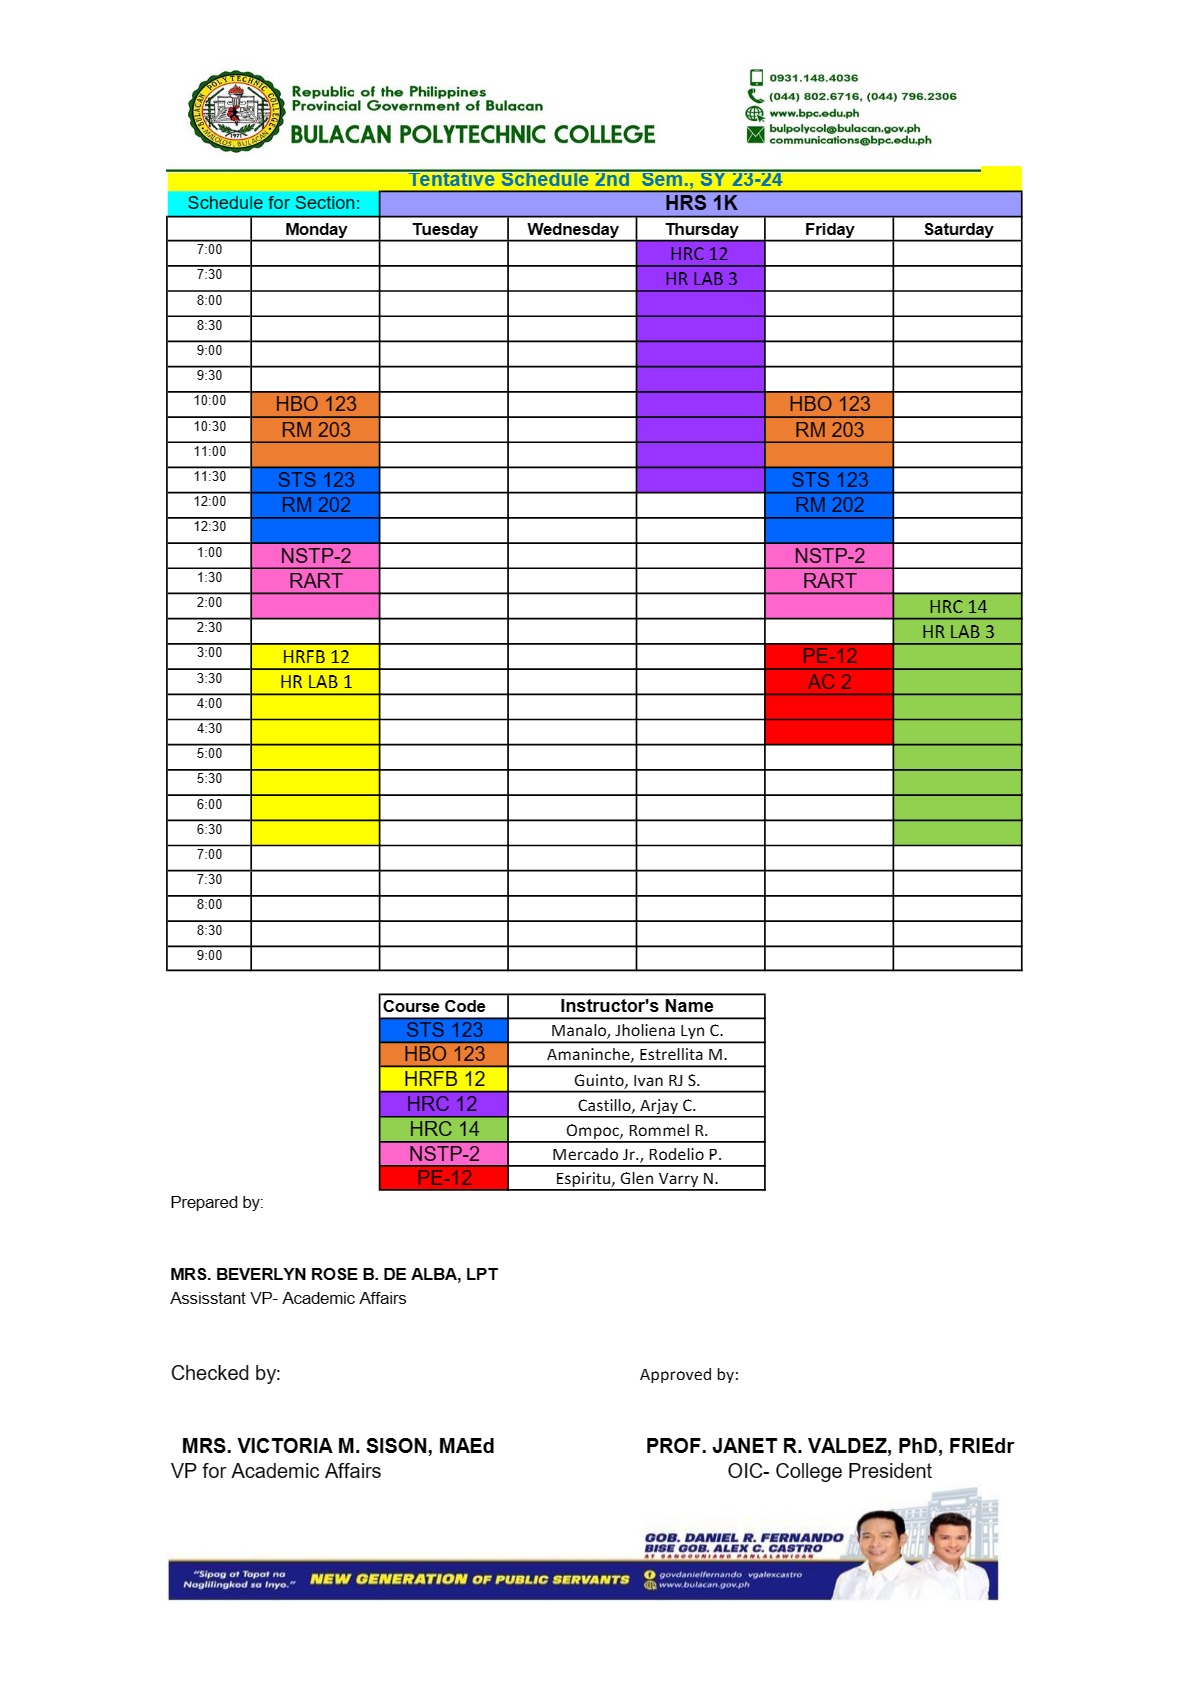 BULACAN POLYTECHNIC COLLEGE
MALOLOS, BULACAN
1971
Republic of the Philippines
Provincial Government of Bulacan
BULACAN POLYTECHNIC COLLEGE
0931.148.4036
(044) 802.6716, (044) 796.2306
www.bpc.edu.ph
bulpolycol@bulacan.gov.ph
communications@bpc.edu.ph
Tentative Schedule 2nd Sem., SY 23-24
Schedule for Section: HRS 1K
Monday Tuesday Wednesday Thursday Friday Saturday
7:00 HRC 12
7:30 HR LAB 3
8:00
8:30
9:00
9:30
10:00 HBO 123 HBO 123
10:30 RM 203 RM 203
11:00
11:30 STS 123 STS 123
12:00 RM 202 RM 202
12:30
1:00 NSTP-2 NSTP-2
1:30 RART RART
2:00 HRC 14
2:30 HR LAB 3
3:00 HRFB 12 PE-12
3:30 HR LAB 1 AC 2
4:00
4:30
5:00
5:30
6:00
6:30
7:00
7:30
8:00
8:30
9:00
Course Code Instructor's Name
STS 123 Manalo, Jholiena Lyn C.
HBO 123 Amaninche, Estrellita M.
HRFB 12 Guinto, Ivan RJ S.
HRC 12 Castillo, Arjay C.
HRC 14 Ompoc, Rommel R.
NSTP-2 Mercado Jr., Rodelio P.
PE-12 Espiritu, Glen Varry N.
Prepared by:
MRS. BEVERLYN ROSE B. DE ALBA, LPT
Assisstant VP- Academic Affairs
Checked by: Approved by:
MRS. VICTORIA M. SISON, MAEd PROF. JANET R. VALDEZ, PhD, FRIEdr
VP for Academic Affairs OIC- College President
GOB. DANIEL R. FERNANDO
BISE GOB. ALEX C. CASTRO
AT SANGGUNIANG PANLALAWIGAN
"Sipag at Tapat na
Naglilingkod sa Inyo."
NEW GENERATION OF PUBLIC SERVANTS
govdanielfernando vgalexcastro
www.bulacan.gov.ph